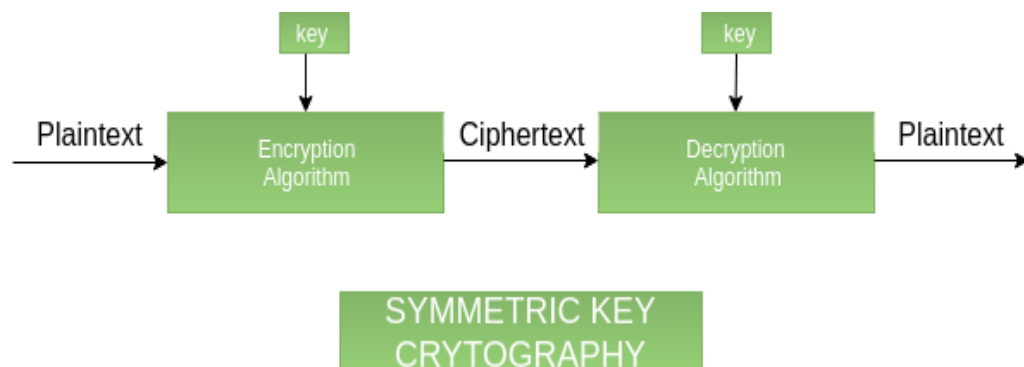 key
key
Plaintext
Encryption
Algorithm
Ciphertext
Decryption
Algorithm
Plaintext
SYMMETRIC KEY
CRYTOGRAPHY